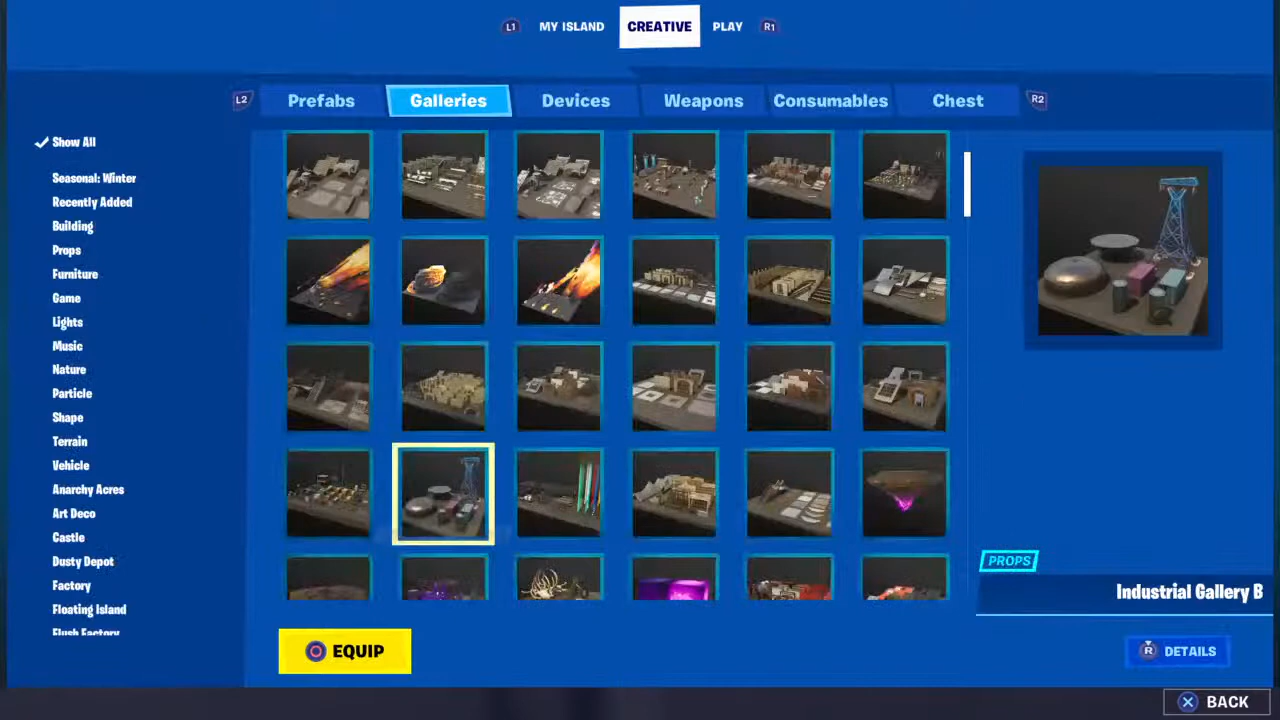 L1 MY ISLAND CREATIVE PLAY R1
L2 Prefabs Galleries Devices Weapons Consumables Chest R2
Show All
Seasonal: Winter
Recently Added
Building
Props
Furniture
Game
Lights
Music
Nature
Particle
Shape
Terrain
Vehicle
Anarchy Acres
Art Deco
Castle
Dusty Depot
Factory
Floating Island
Flush Factory
PROPS
Industrial Gallery B
EQUIP
R DETAILS
BACK